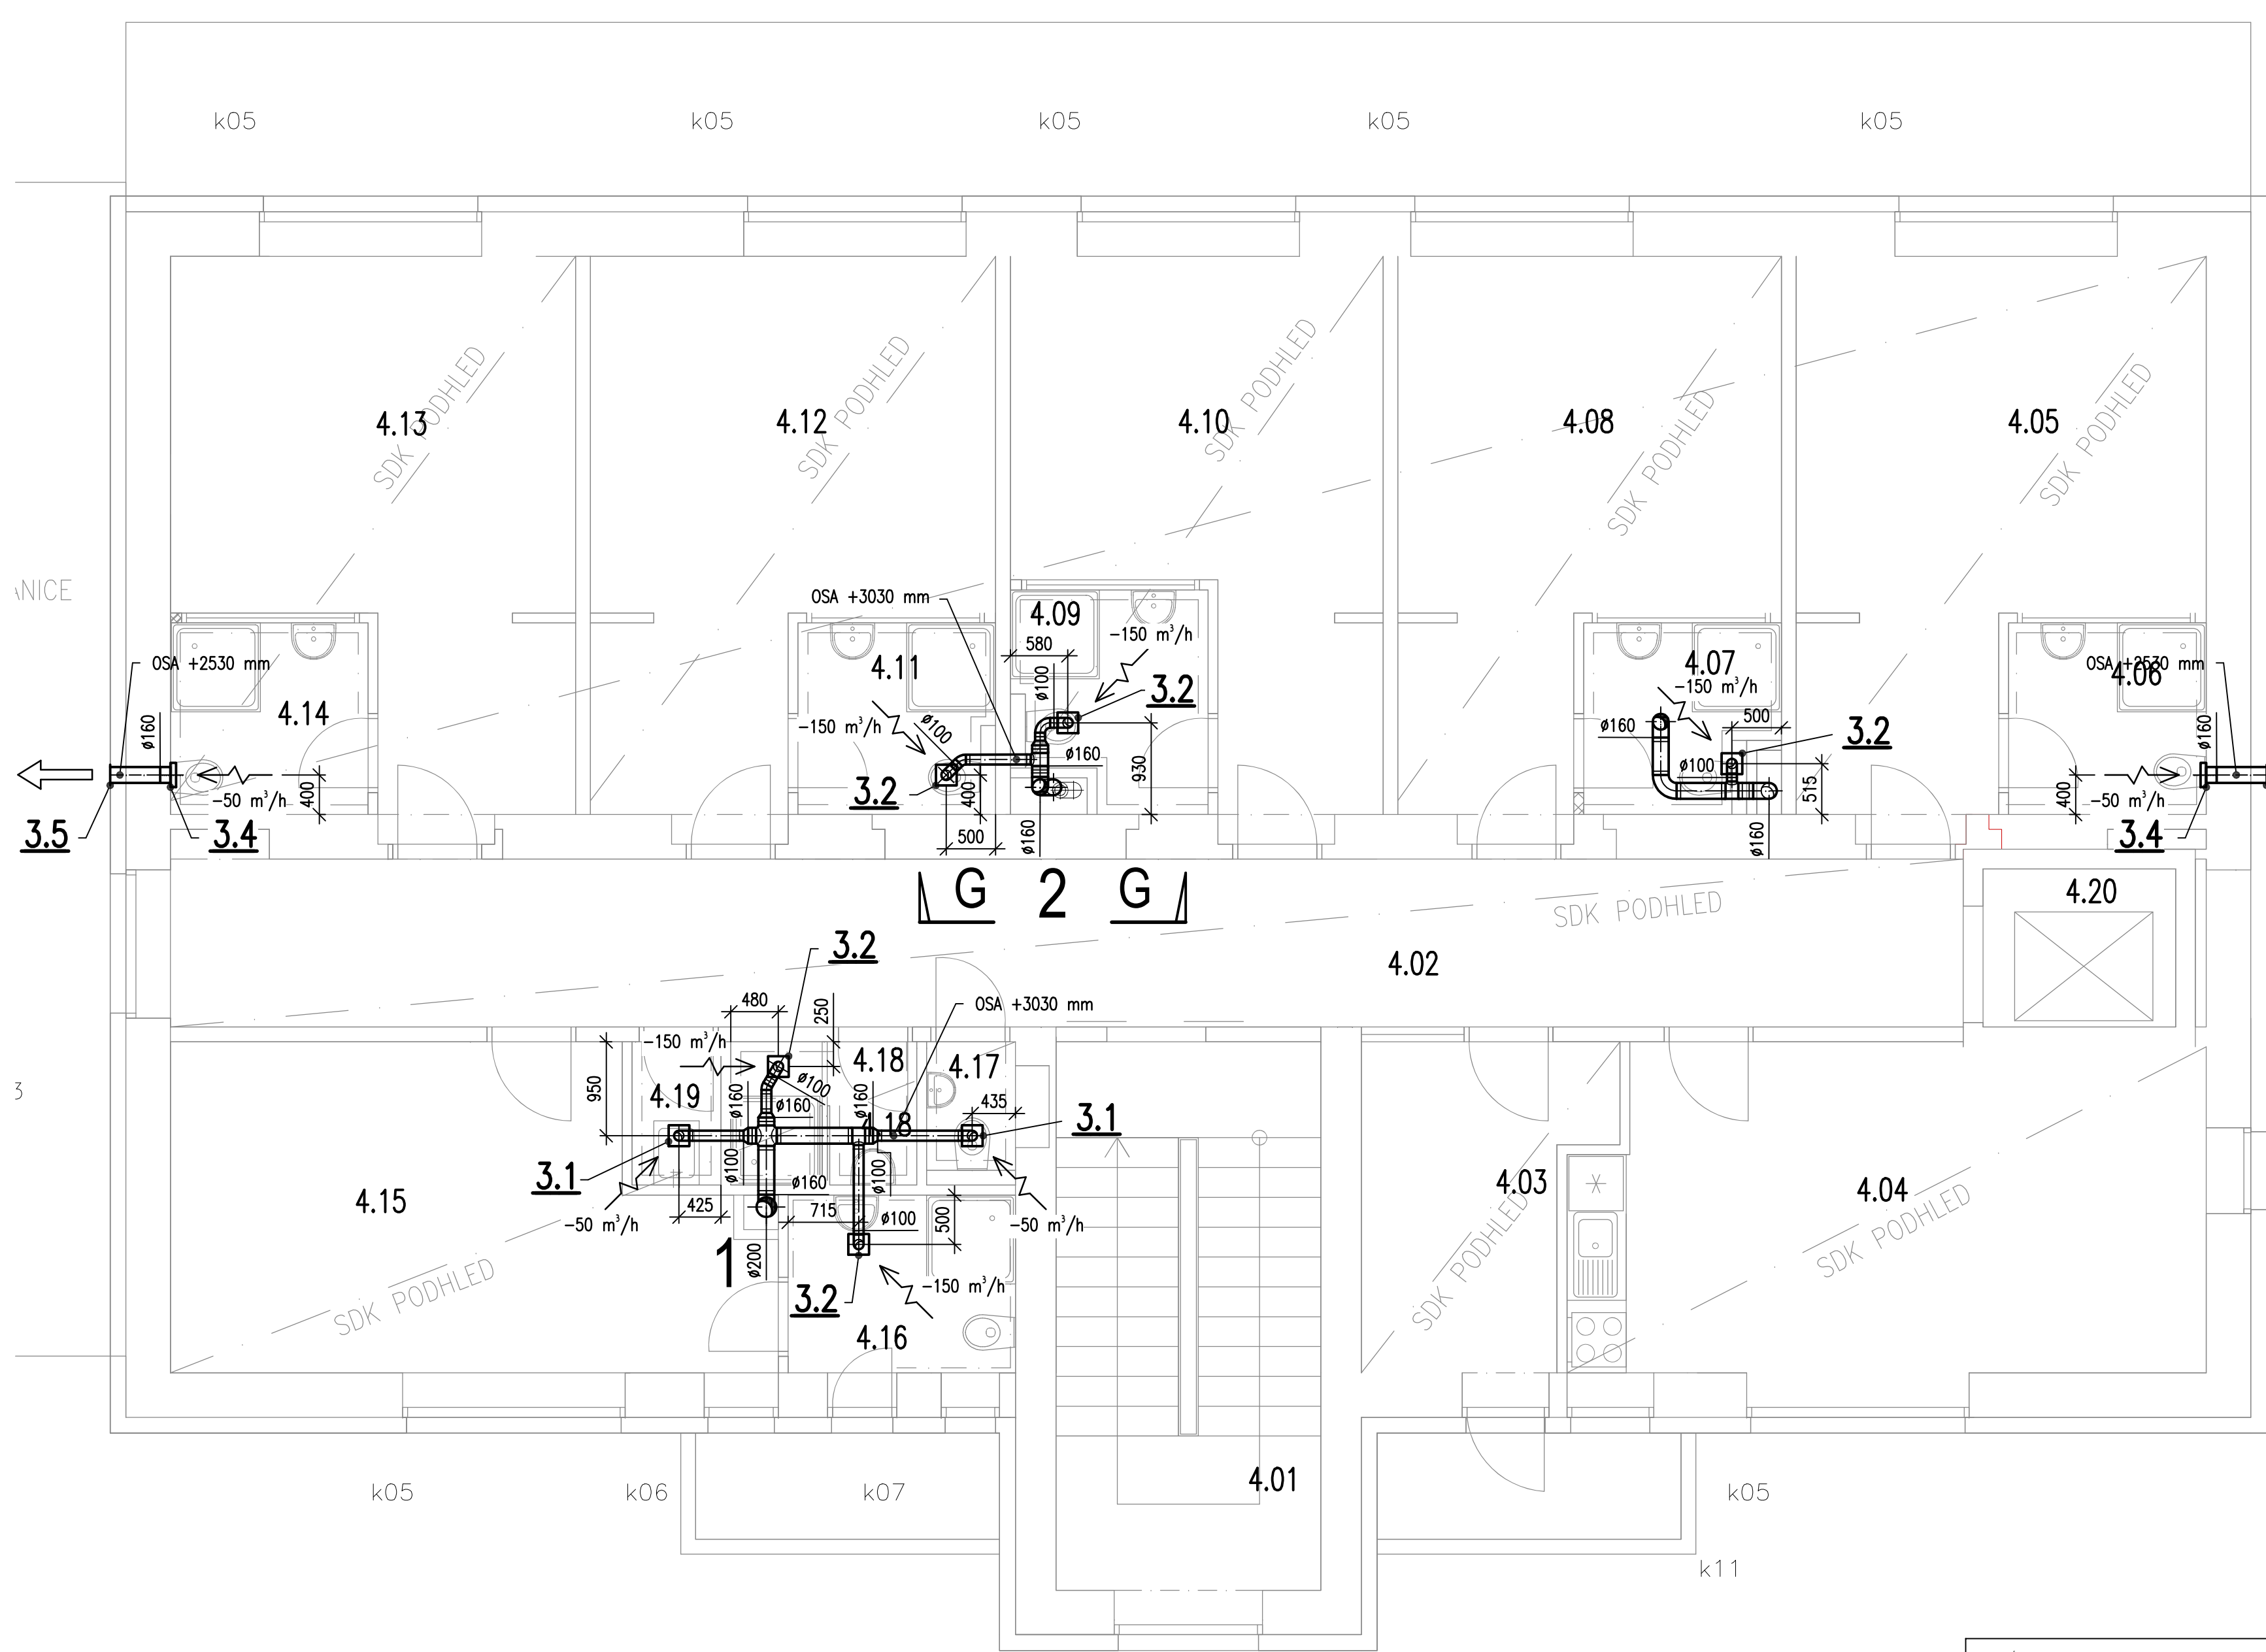 k05
k05
k05
k05
k05
SDK PODHLED
SDK PODHLED
SDK PODHLED
SDK PODHLED
SDK PODHLED
4.13
4.12
4.10
4.08
4.05
OSA +3030 mm
4.09
-150 m³/h
580
ø100
3.2
OSA +2530 mm
4.14
ø160
-50 m³/h
400
3.5
3.4
4.11
-150 m³/h
ø100
3.2
400
500
ø160
930
ø160
4.07
-150 m³/h
ø160
500
3.2
ø100
515
ø160
OSA +2530 mm
4.06
ø160
400
-50 m³/h
3.4
G
2
G
SDK PODHLED
4.20
4.02
3.2
480
250
OSA +3030 mm
-150 m³/h
950
4.19
4.18
4.17
ø160
ø100
ø160
ø160
435
3.1
3.1
ø100
ø160
ø100
425
715
ø100
500
-50 m³/h
-50 m³/h
4.15
1
ø200
3.2
-150 m³/h
4.16
SDK PODHLED
4.03
SDK PODHLED
4.04
SDK PODHLED
4.01
k05
k06
k07
k05
k11